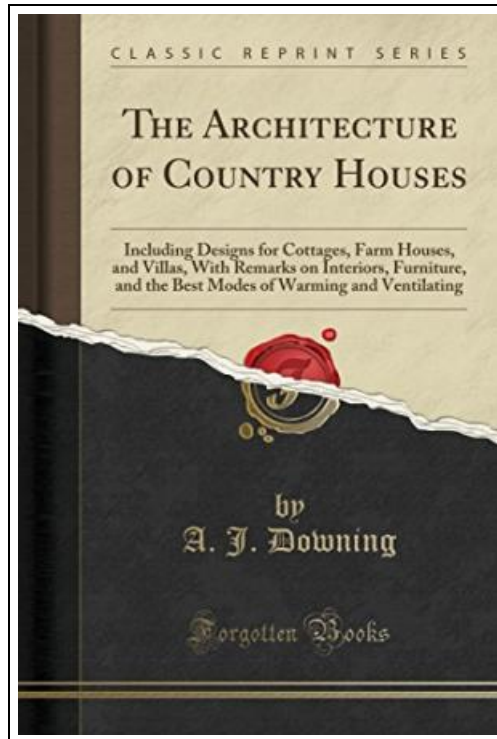 CLASSIC REPRINT SERIES
THE ARCHITECTURE
OF COUNTRY HOUSES
Including Designs for Cottages, Farm Houses,
and Villas, With Remarks on Interiors, Furniture,
and the Best Modes of Warming and Ventilating
by
A. J. Downing
Forgotten Books